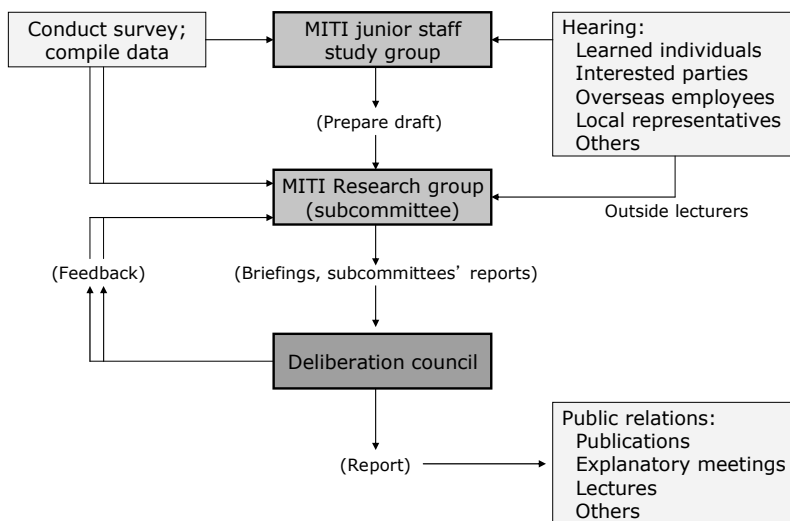 Conduct survey;
compile data
MITI junior staff
study group
Hearing:
Learned individuals
Interested parties
Overseas employees
Local representatives
Others
(Prepare draft)
MITI Research group
(subcommittee)
Outside lecturers
(Feedback)
(Briefings, subcommittees’ reports)
Deliberation council
(Report)
Public relations:
Publications
Explanatory meetings
Lectures
Others